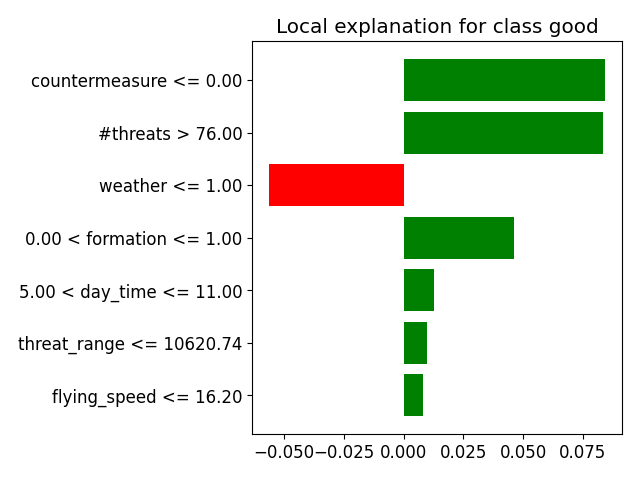 Local explanation for class good
countermeasure <= 0.00
#threats > 76.00
weather <= 1.00
0.00 < formation <= 1.00
5.00 < day_time <= 11.00
threat_range <= 10620.74
flying_speed <= 16.20
−0.050 −0.025 0.000 0.025 0.050 0.075